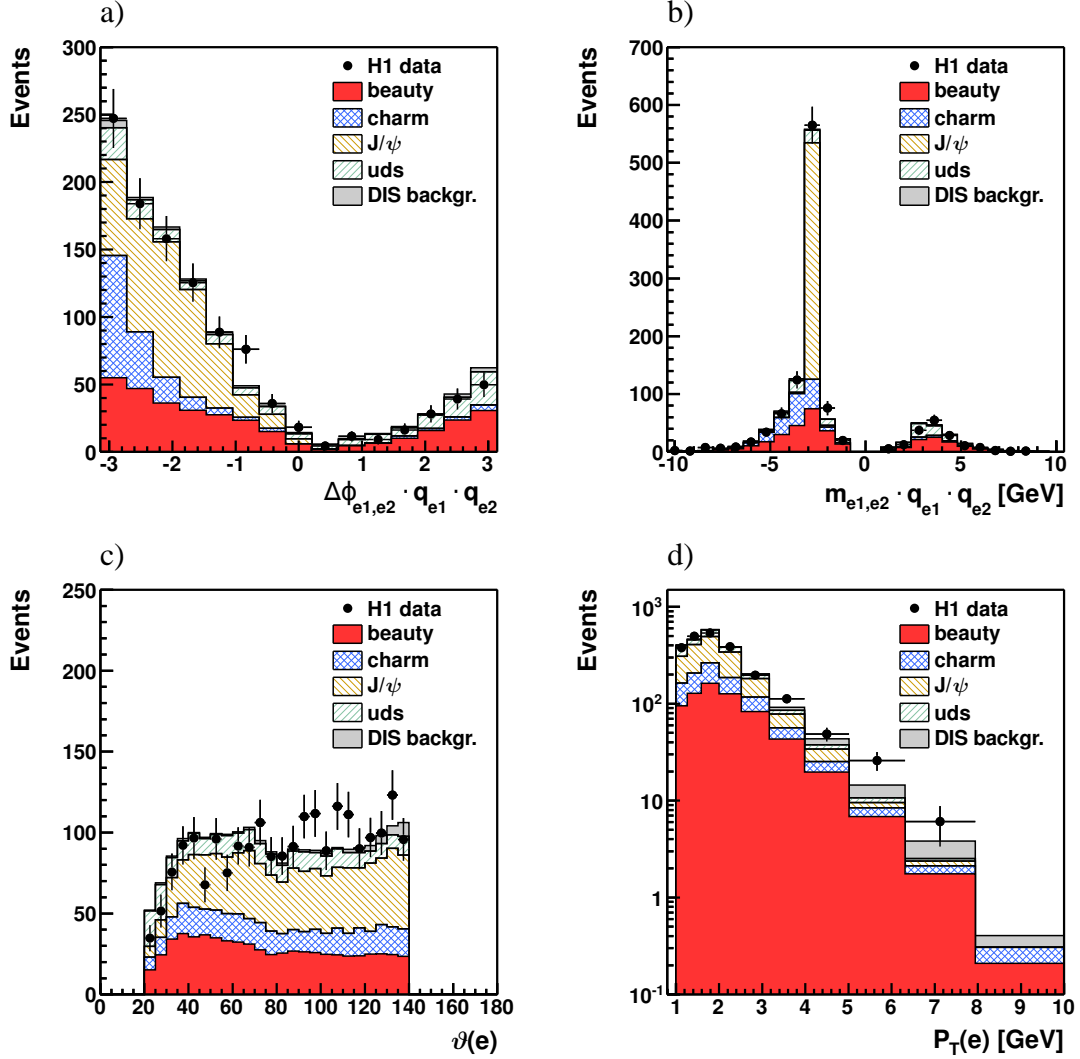 a)
Events
300
250
200
150
100
50
0
-3 -2 -1 0 1 2 3
Δϕe1,e2 · qe1 · qe2
H1 data
beauty
charm
J/ψ
uds
DIS backgr.
b)
Events
700
600
500
400
300
200
100
0
-10 -5 0 5 10
me1,e2 · qe1 · qe2 [GeV]
H1 data
beauty
charm
J/ψ
uds
DIS backgr.
c)
Events
250
200
150
100
50
0
0 20 40 60 80 100 120 140 160 180
ϑ(e)
H1 data
beauty
charm
J/ψ
uds
DIS backgr.
d)
Events
10³
10²
10
1
10⁻¹
1 2 3 4 5 6 7 8 9 10
PT(e) [GeV]
H1 data
beauty
charm
J/ψ
uds
DIS backgr.